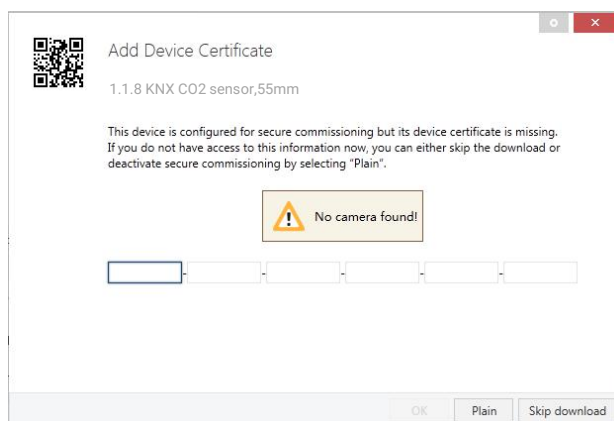 Add Device Certificate
1.1.8 KNX CO2 sensor,55mm
This device is configured for secure commissioning but its device certificate is missing.
If you do not have access to this information now, you can either skip the download or
deactivate secure commissioning by selecting "Plain".
No camera found!
- - - - -
OK Plain Skip download